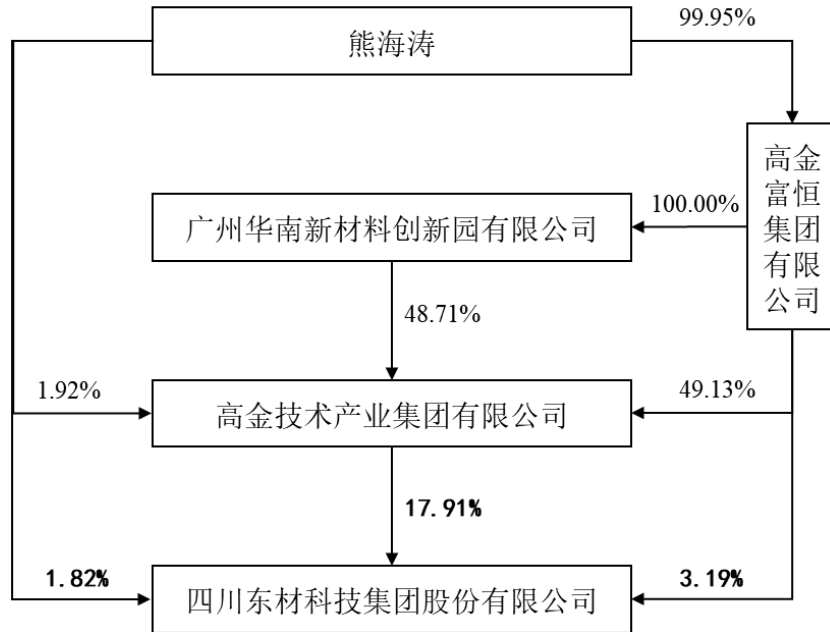 99.95%
熊海涛
高金
富恒
集团
有限
公司
100.00%
广州华南新材料创新园有限公司
48.71%
1.92%
49.13%
高金技术产业集团有限公司
17.91%
1.82%
3.19%
四川东材科技集团股份有限公司